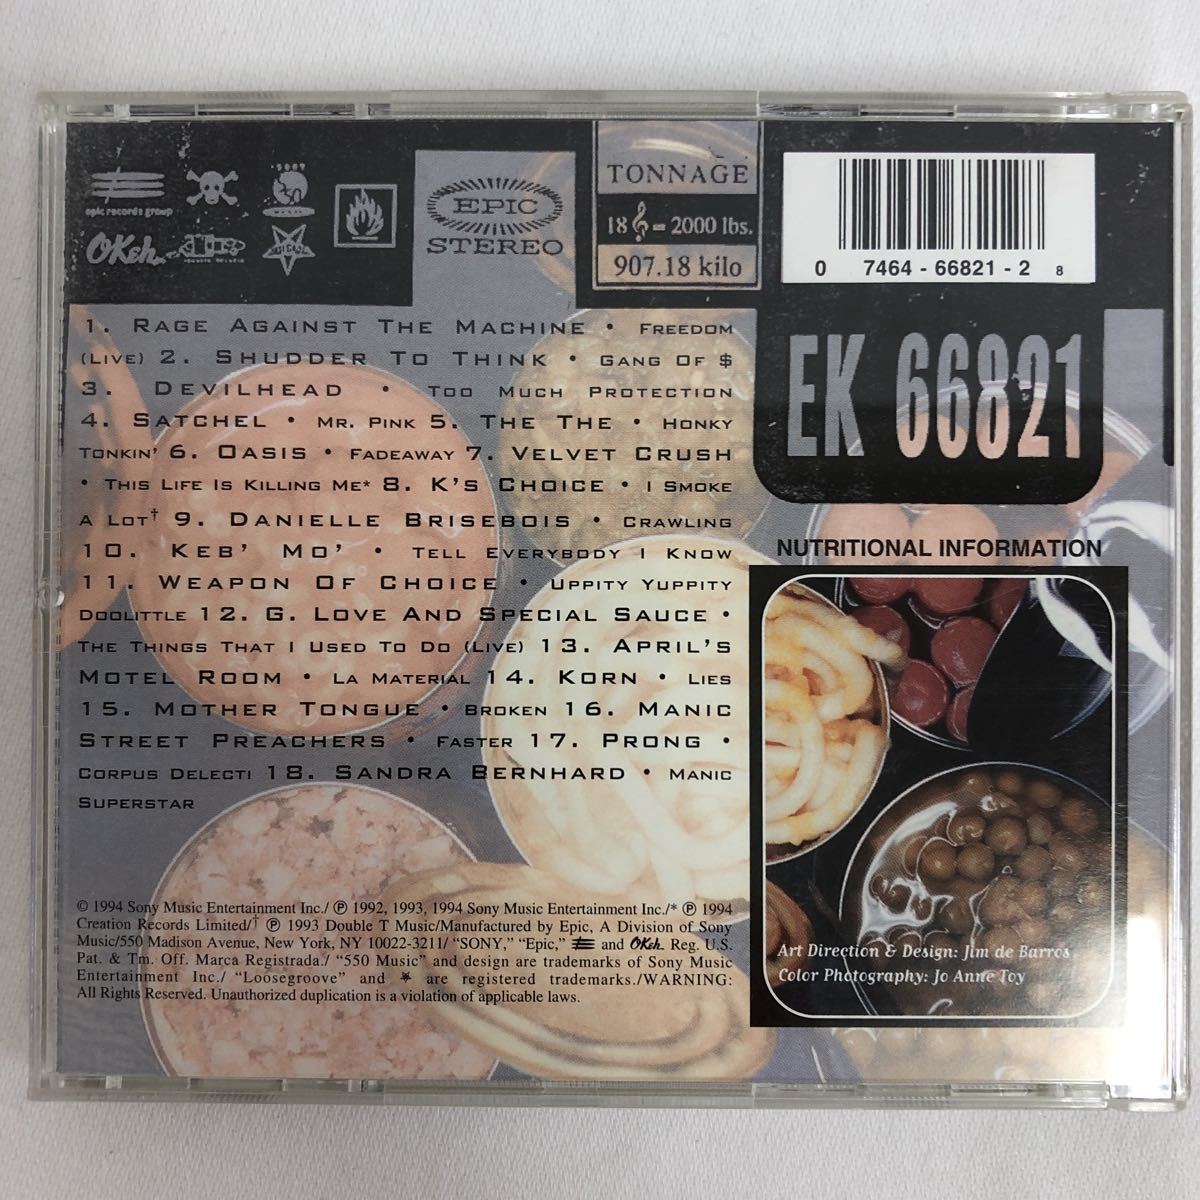 epic records group
OKeh
EPIC
STEREO
TONNAGE
18 = 2000 lbs.
907.18 kilo
0 7464 - 66821 - 2 8
EK 66821
1. RAGE AGAINST THE MACHINE • FREEDOM
(LIVE) 2. SHUDDER TO THINK • GANG OF $
3. DEVILHEAD • TOO MUCH PROTECTION
4. SATCHEL • MR. PINK 5. THE THE • HONKY
TONKIN' 6. OASIS • FADEAWAY 7. VELVET CRUSH
• THIS LIFE IS KILLING ME* 8. K'S CHOICE • I SMOKE
A LOT† 9. DANIELLE BRISEBOIS • CRAWLING
10. KEB' MO' • TELL EVERYBODY I KNOW
11. WEAPON OF CHOICE • UPPITY YUPPITY
DOOLITTLE 12. G. LOVE AND SPECIAL SAUCE •
THE THINGS THAT I USED TO DO (LIVE) 13. APRIL'S
MOTEL ROOM • LA MATERIAL 14. KORN • LIES
15. MOTHER TONGUE • BROKEN 16. MANIC
STREET PREACHERS • FASTER 17. PRONG •
CORPUS DELECTI 18. SANDRA BERNHARD • MANIC
SUPERSTAR
NUTRITIONAL INFORMATION
Art Direction & Design: Jim de Barros
Color Photography: Jo Anne Toy
© 1994 Sony Music Entertainment Inc./ ℗ 1992, 1993, 1994 Sony Music Entertainment Inc./* ℗ 1994
Creation Records Limited/† ℗ 1993 Double T Music/Manufactured by Epic, A Division of Sony
Music/550 Madison Avenue, New York, NY 10022-3211/ "SONY," "Epic," and OKeh Reg. U.S.
Pat. & Tm. Off. Marca Registrada./ "550 Music" and design are trademarks of Sony Music
Entertainment Inc./ "Loosegroove" and are registered trademarks./WARNING:
All Rights Reserved. Unauthorized duplication is a violation of applicable laws.